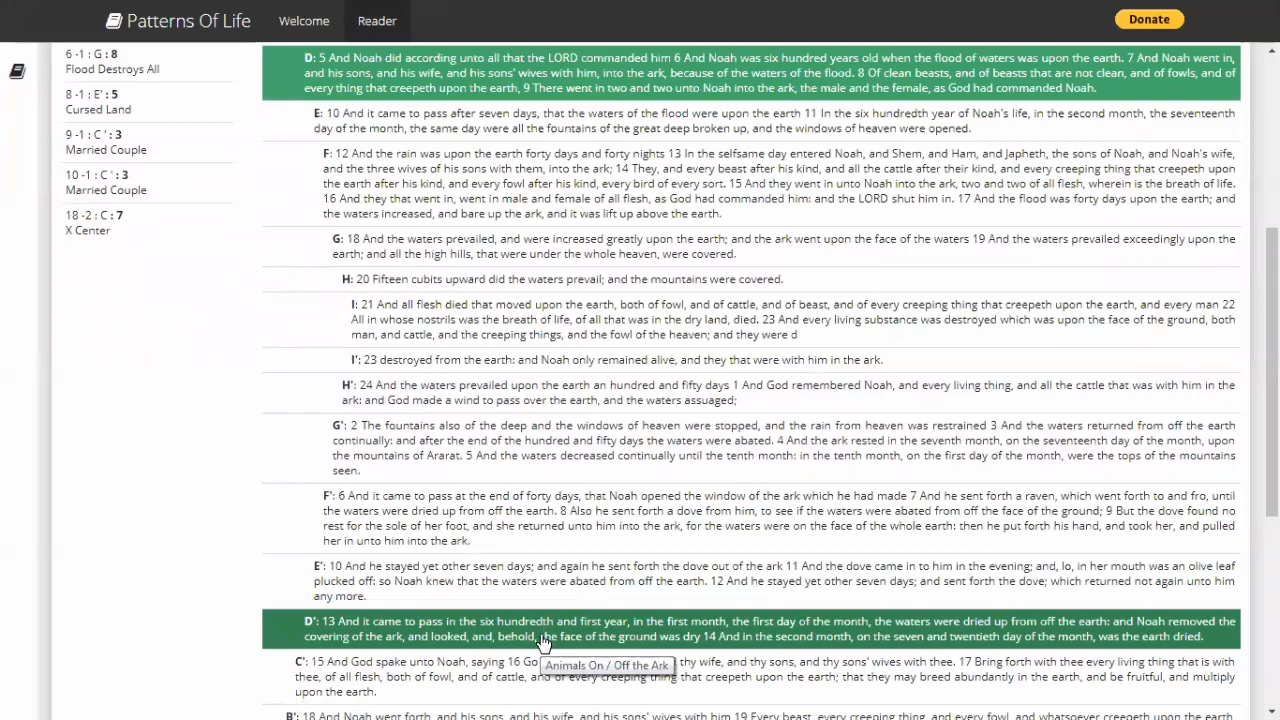 Patterns Of Life
Welcome
Reader
Donate
6 -1 : G : 8
Flood Destroys All
8 -1 : E' : 5
Cursed Land
9 -1 : C ' : 3
Married Couple
10 -1 : C ' : 3
Married Couple
18 -2 : C : 7
X Center
D: 5 And Noah did according unto all that the LORD commanded him 6 And Noah was six hundred years old when the flood of waters was upon the earth. 7 And Noah went in,
and his sons, and his wife, and his sons' wives with him, into the ark, because of the waters of the flood. 8 Of clean beasts, and of beasts that are not clean, and of fowls, and of
every thing that creepeth upon the earth, 9 There went in two and two unto Noah into the ark, the male and the female, as God had commanded Noah.
E: 10 And it came to pass after seven days, that the waters of the flood were upon the earth 11 In the six hundredth year of Noah's life, in the second month, the seventeenth
day of the month, the same day were all the fountains of the great deep broken up, and the windows of heaven were opened.
F: 12 And the rain was upon the earth forty days and forty nights 13 In the selfsame day entered Noah, and Shem, and Ham, and Japheth, the sons of Noah, and Noah's wife,
and the three wives of his sons with them, into the ark; 14 They, and every beast after his kind, and all the cattle after their kind, and every creeping thing that creepeth upon
the earth after his kind, and every fowl after his kind, every bird of every sort. 15 And they went in unto Noah into the ark, two and two of all flesh, wherein is the breath of life.
16 And they that went in, went in male and female of all flesh, as God had commanded him: and the LORD shut him in. 17 And the flood was forty days upon the earth; and
the waters increased, and bare up the ark, and it was lift up above the earth.
G: 18 And the waters prevailed, and were increased greatly upon the earth; and the ark went upon the face of the waters 19 And the waters prevailed exceedingly upon the
earth; and all the high hills, that were under the whole heaven, were covered.
H: 20 Fifteen cubits upward did the waters prevail; and the mountains were covered.
I: 21 And all flesh died that moved upon the earth, both of fowl, and of cattle, and of beast, and of every creeping thing that creepeth upon the earth, and every man 22
All in whose nostrils was the breath of life, of all that was in the dry land, died. 23 And every living substance was destroyed which was upon the face of the ground, both
man, and cattle, and the creeping things, and the fowl of the heaven; and they were d
I': 23 destroyed from the earth: and Noah only remained alive, and they that were with him in the ark.
H': 24 And the waters prevailed upon the earth an hundred and fifty days 1 And God remembered Noah, and every living thing, and all the cattle that was with him in the
ark: and God made a wind to pass over the earth, and the waters assuaged;
G': 2 The fountains also of the deep and the windows of heaven were stopped, and the rain from heaven was restrained 3 And the waters returned from off the earth
continually: and after the end of the hundred and fifty days the waters were abated. 4 And the ark rested in the seventh month, on the seventeenth day of the month, upon
the mountains of Ararat. 5 And the waters decreased continually until the tenth month: in the tenth month, on the first day of the month, were the tops of the mountains
seen.
F': 6 And it came to pass at the end of forty days, that Noah opened the window of the ark which he had made 7 And he sent forth a raven, which went forth to and fro, until
the waters were dried up from off the earth. 8 Also he sent forth a dove from him, to see if the waters were abated from off the face of the ground; 9 But the dove found no
rest for the sole of her foot, and she returned unto him into the ark, for the waters were on the face of the whole earth: then he put forth his hand, and took her, and pulled
her in unto him into the ark.
E': 10 And he stayed yet other seven days; and again he sent forth the dove out of the ark 11 And the dove came in to him in the evening; and, lo, in her mouth was an olive leaf
plucked off: so Noah knew that the waters were abated from off the earth. 12 And he stayed yet other seven days; and sent forth the dove; which returned not again unto him
any more.
D': 13 And it came to pass in the six hundredth and first year, in the first month, the first day of the month, the waters were dried up from off the earth: and Noah removed the
covering of the ark, and looked, and, behold, the face of the ground was dry 14 And in the second month, on the seven and twentieth day of the month, was the earth dried.
Animals On / Off the Ark
C': 15 And God spake unto Noah, saying 16 Go thy wife, and thy sons, and thy sons' wives with thee. 17 Bring forth with thee every living thing that is with
thee, of all flesh, both of fowl, and of cattle, and of every creeping thing that creepeth upon the earth; that they may breed abundantly in the earth, and be fruitful, and multiply
upon the earth.
B': 18 And Noah went forth, and his sons, and his wife, and his sons' wives with him 19 Every beast, every creeping thing, and every fowl, and whatsoever creepeth upon the